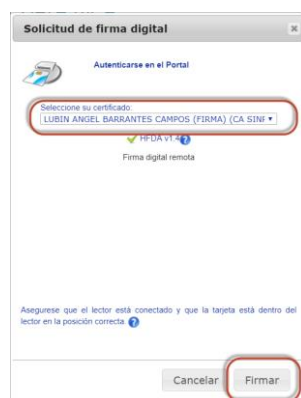 Solicitud de firma digital
Autenticarse en el Portal
Seleccione su certificado:
LUBIN ANGEL BARRANTES CAMPOS (FIRMA) (CA SINF
HFDA v1.4
Firma digital remota
Asegurese que el lector está conectado y que la tarjeta está dentro del
lector en la posición correcta
Cancelar
Firmar